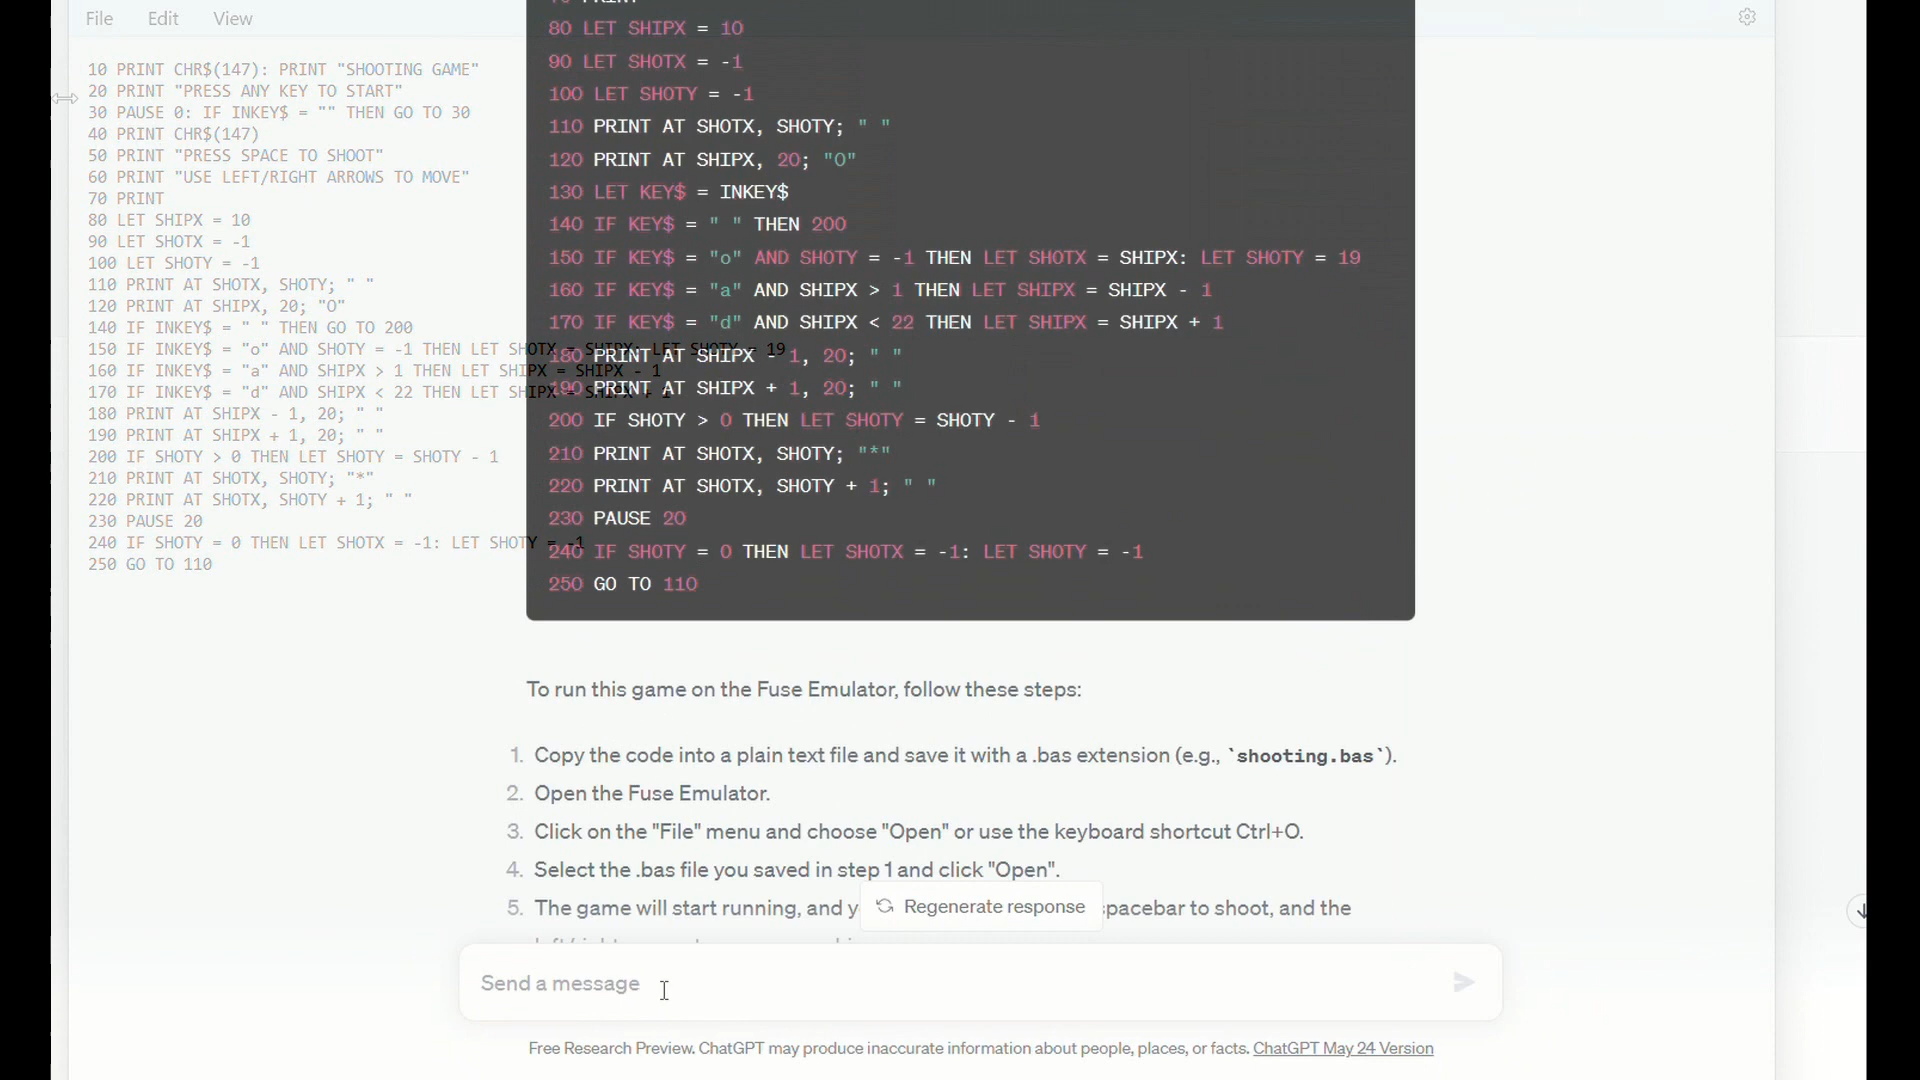 File Edit View
10 PRINT CHR$(147): PRINT "SHOOTING GAME"
20 PRINT "PRESS ANY KEY TO START"
30 PAUSE 0: IF INKEY$ = "" THEN GO TO 30
40 PRINT CHR$(147)
50 PRINT "PRESS SPACE TO SHOOT"
60 PRINT "USE LEFT/RIGHT ARROWS TO MOVE"
70 PRINT
80 LET SHIPX = 10
90 LET SHOTX = -1
100 LET SHOTY = -1
110 PRINT AT SHOTX, SHOTY; " "
120 PRINT AT SHIPX, 20; "O"
140 IF INKEY$ = " " THEN GO TO 200
150 IF INKEY$ = "o" AND SHOTY = -1 THEN LET SHOTX = SHIPX: LET SHOTY = 19
160 IF INKEY$ = "a" AND SHIPX > 1 THEN LET SHIPX = SHIPX - 1
170 IF INKEY$ = "d" AND SHIPX < 22 THEN LET SHIPX = SHIPX + 1
180 PRINT AT SHIPX - 1, 20; " "
190 PRINT AT SHIPX + 1, 20; " "
200 IF SHOTY > 0 THEN LET SHOTY = SHOTY - 1
210 PRINT AT SHOTX, SHOTY; "*"
220 PRINT AT SHOTX, SHOTY + 1; " "
230 PAUSE 20
240 IF SHOTY = 0 THEN LET SHOTX = -1: LET SHOTY = -1
250 GO TO 110
70 PRINT
80 LET SHIPX = 10
90 LET SHOTX = -1
100 LET SHOTY = -1
110 PRINT AT SHOTX, SHOTY; " "
120 PRINT AT SHIPX, 20; "O"
130 LET KEY$ = INKEY$
140 IF KEY$ = " " THEN 200
150 IF KEY$ = "o" AND SHOTY = -1 THEN LET SHOTX = SHIPX: LET SHOTY = 19
160 IF KEY$ = "a" AND SHIPX > 1 THEN LET SHIPX = SHIPX - 1
170 IF KEY$ = "d" AND SHIPX < 22 THEN LET SHIPX = SHIPX + 1
180 PRINT AT SHIPX - 1, 20; " "
190 PRINT AT SHIPX + 1, 20; " "
200 IF SHOTY > 0 THEN LET SHOTY = SHOTY - 1
210 PRINT AT SHOTX, SHOTY; "*"
220 PRINT AT SHOTX, SHOTY + 1; " "
230 PAUSE 20
240 IF SHOTY = 0 THEN LET SHOTX = -1: LET SHOTY = -1
250 GO TO 110
To run this game on the Fuse Emulator, follow these steps:
1. Copy the code into a plain text file and save it with a .bas extension (e.g., `shooting.bas`).
2. Open the Fuse Emulator.
3. Click on the "File" menu and choose "Open" or use the keyboard shortcut Ctrl+O.
4. Select the .bas file you saved in step 1 and click "Open".
5. The game will start running, and y pacebar to shoot, and the
Regenerate response
Send a message
Free Research Preview. ChatGPT may produce inaccurate information about people, places, or facts. ChatGPT May 24 Version